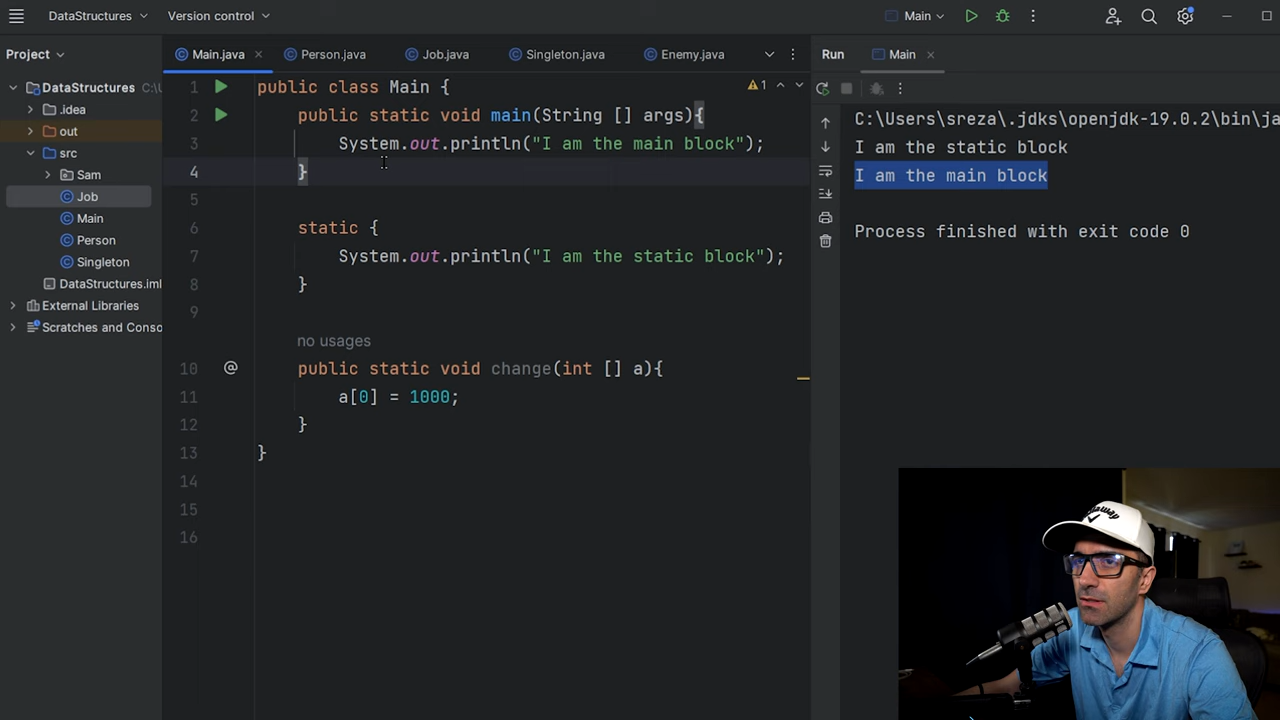 DataStructures
Version control
Main
Project
Main.java
Person.java
Job.java
Singleton.java
Enemy.java
Run
Main
DataStructures C:\U
.idea
out
src
Sam
Job
Main
Person
Singleton
DataStructures.iml
External Libraries
Scratches and Conso
1 public class Main {
2 public static void main(String [] args){
3 System.out.println("I am the main block");
4 }
5
6 static {
7 System.out.println("I am the static block");
8 }
9
no usages
10 @ public static void change(int [] a){
11 a[0] = 1000;
12 }
13 }
14
15
16
1
C:\Users\sreza\.jdks\openjdk-19.0.2\bin\ja
I am the static block
I am the main block
Process finished with exit code 0